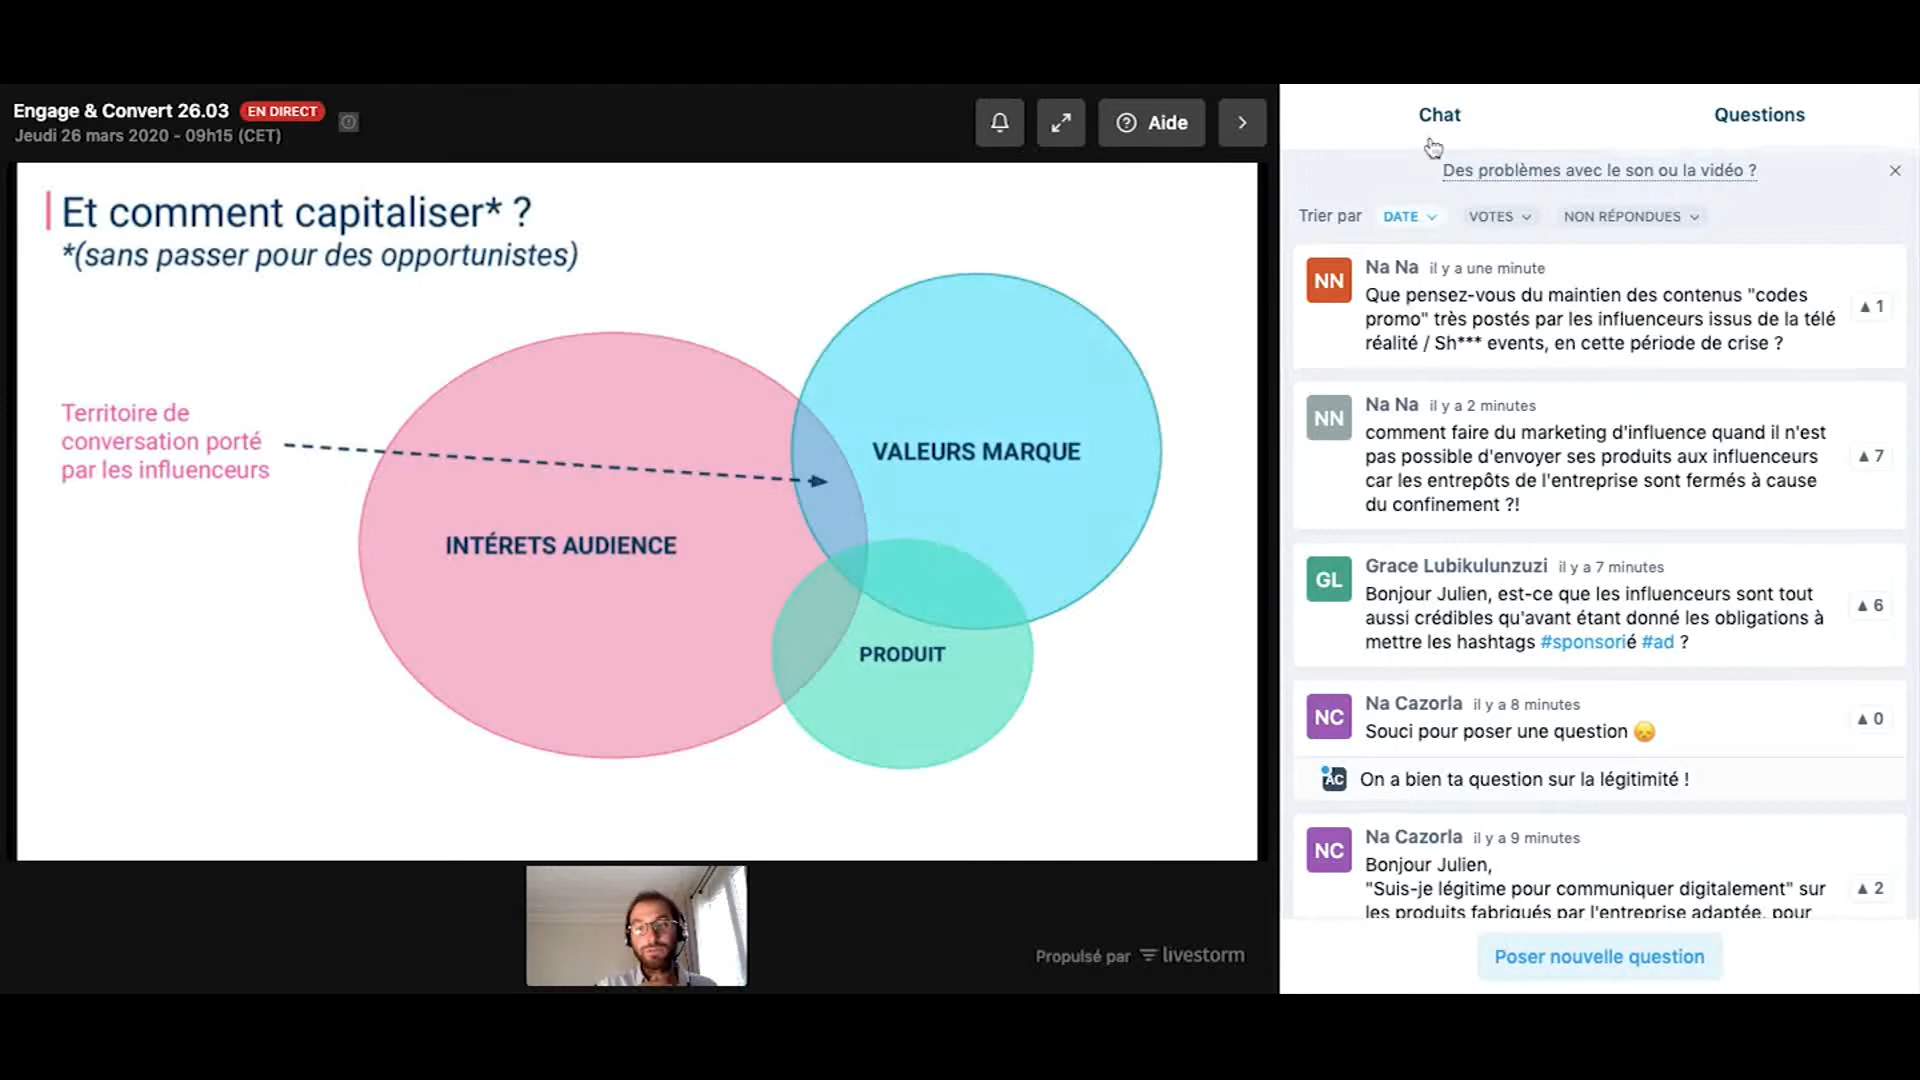 Engage & Convert 26.03 EN DIRECT
Jeudi 26 mars 2020 - 09h15 (CET)
Aide
Et comment capitaliser* ?
*(sans passer pour des opportunistes)
Territoire de
conversation porté
par les influenceurs
VALEURS MARQUE
INTÉRETS AUDIENCE
PRODUIT
Propulsé par livestorm
Chat Questions
Des problèmes avec le son ou la vidéo ?
Trier par DATE VOTES NON RÉPONDUES
NN
Na Na il y a une minute
Que pensez-vous du maintien des contenus "codes
promo" très postés par les influenceurs issus de la télé
réalité / Sh*** events, en cette période de crise ?
▲ 1
NN
Na Na il y a 2 minutes
comment faire du marketing d'influence quand il n'est
pas possible d'envoyer ses produits aux influenceurs
car les entrepôts de l'entreprise sont fermés à cause
du confinement ?!
▲ 7
GL
Grace Lubikulunzuzi il y a 7 minutes
Bonjour Julien, est-ce que les influenceurs sont tout
aussi crédibles qu'avant étant donné les obligations à
mettre les hashtags #sponsorié #ad ?
▲ 6
NC
Na Cazorla il y a 8 minutes
Souci pour poser une question 😞
▲ 0
AC
On a bien ta question sur la légitimité !
NC
Na Cazorla il y a 9 minutes
Bonjour Julien,
"Suis-je légitime pour communiquer digitalement" sur
les produits fabriqués par l'entreprise adaptée, pour
▲ 2
Poser nouvelle question